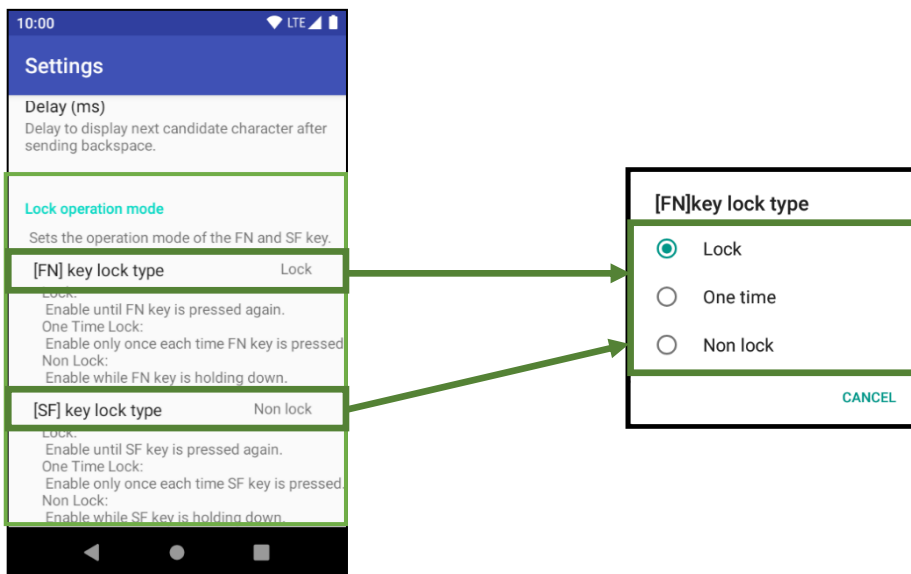 10:00
LTE
Settings
Delay (ms)
Delay to display next candidate character after
sending backspace.
Lock operation mode
Sets the operation mode of the FN and SF key.
[FN] key lock type Lock
Lock:
Enable until FN key is pressed again.
One Time Lock:
Enable only once each time FN key is pressed
Non Lock:
Enable while FN key is holding down.
[SF] key lock type Non lock
Lock:
Enable until SF key is pressed again.
One Time Lock:
Enable only once each time SF key is pressed.
Non Lock:
Enable while SF key is holding down.
[FN]key lock type
Lock
One time
Non lock
CANCEL